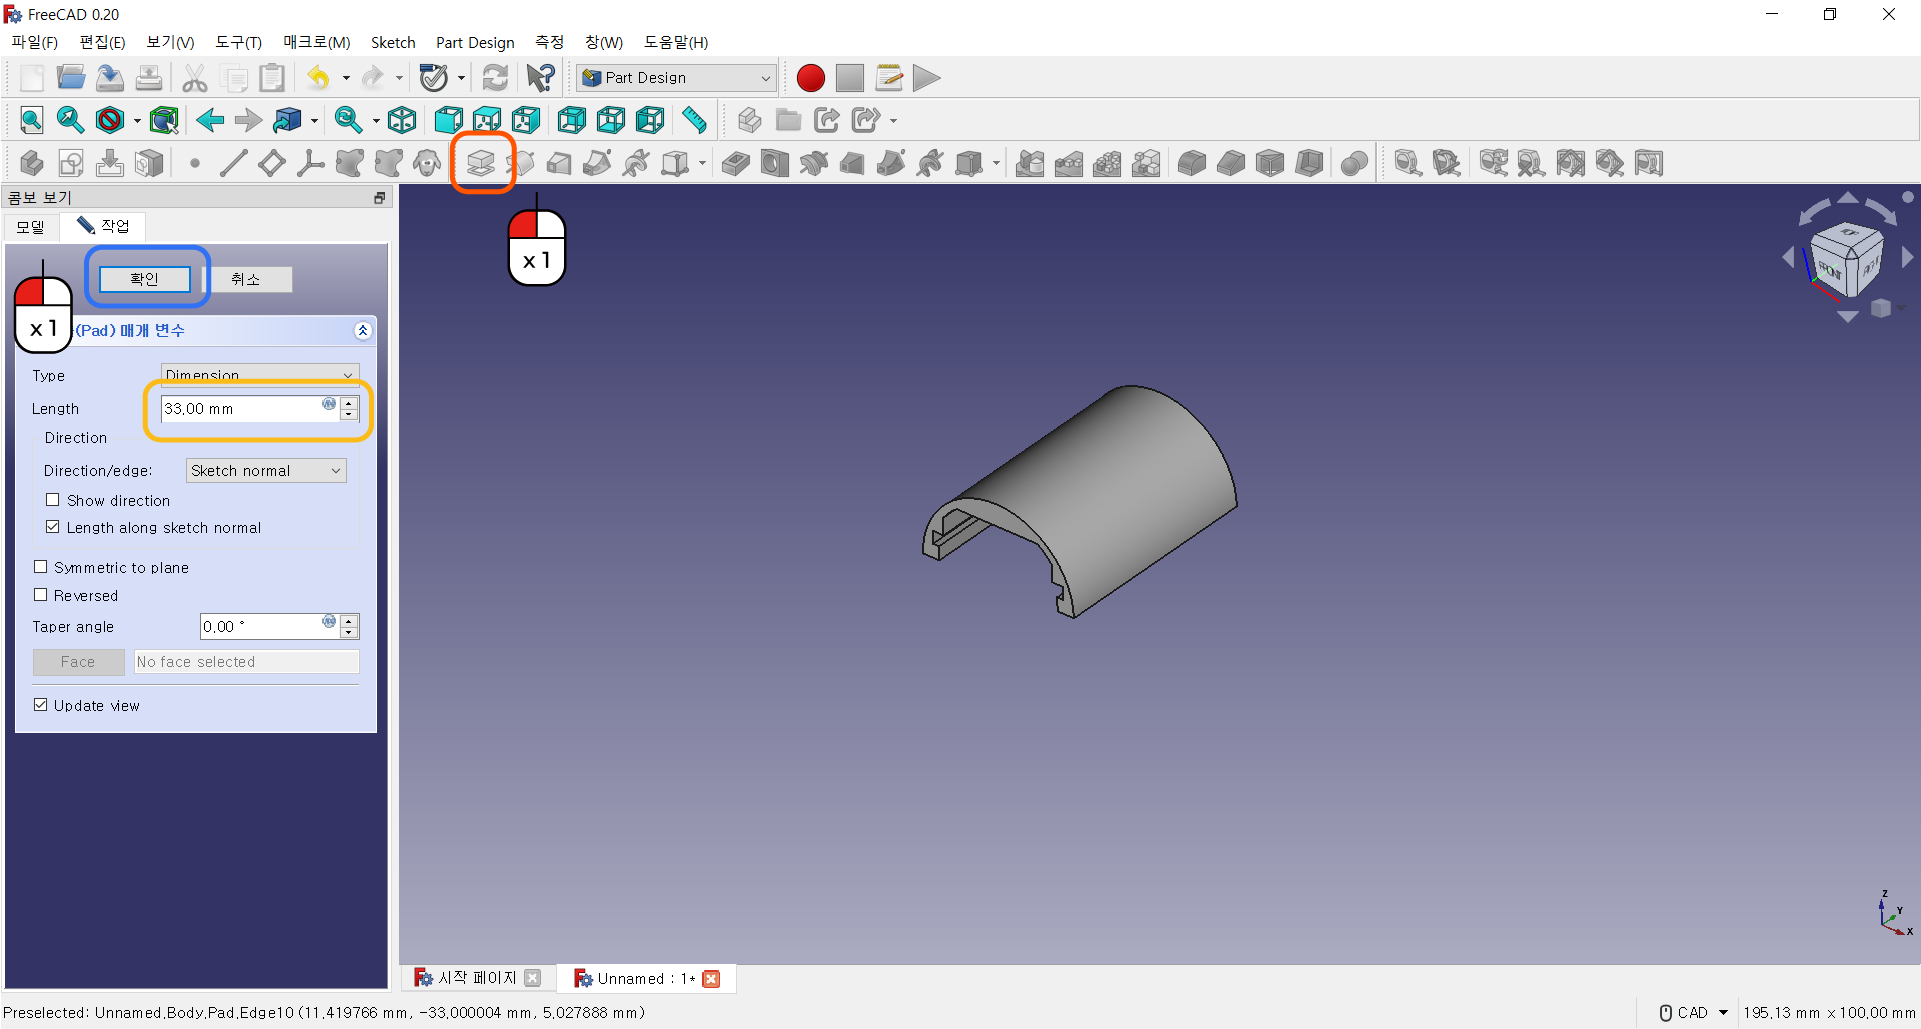 FreeCAD 0.20
파일(F) 편집(E) 보기(V) 도구(T) 매크로(M) Sketch Part Design 측정 창(W) 도움말(H)
Part Design
콤보 보기
모델 작업
확인 취소
x 1
x 1
(Pad) 매개 변수
Type Dimension
Length 33,00 mm
Direction
Direction/edge: Sketch normal
Show direction
Length along sketch normal
Symmetric to plane
Reversed
Taper angle 0,00 °
Face No face selected
Update view
FRONT
Z
Y
X
시작 페이지 Unnamed : 1*
Preselected: Unnamed,Body,Pad,Edge10 (11,419766 mm, -33,000004 mm, 5,027888 mm) CAD 195,13 mm x 100,00 mm